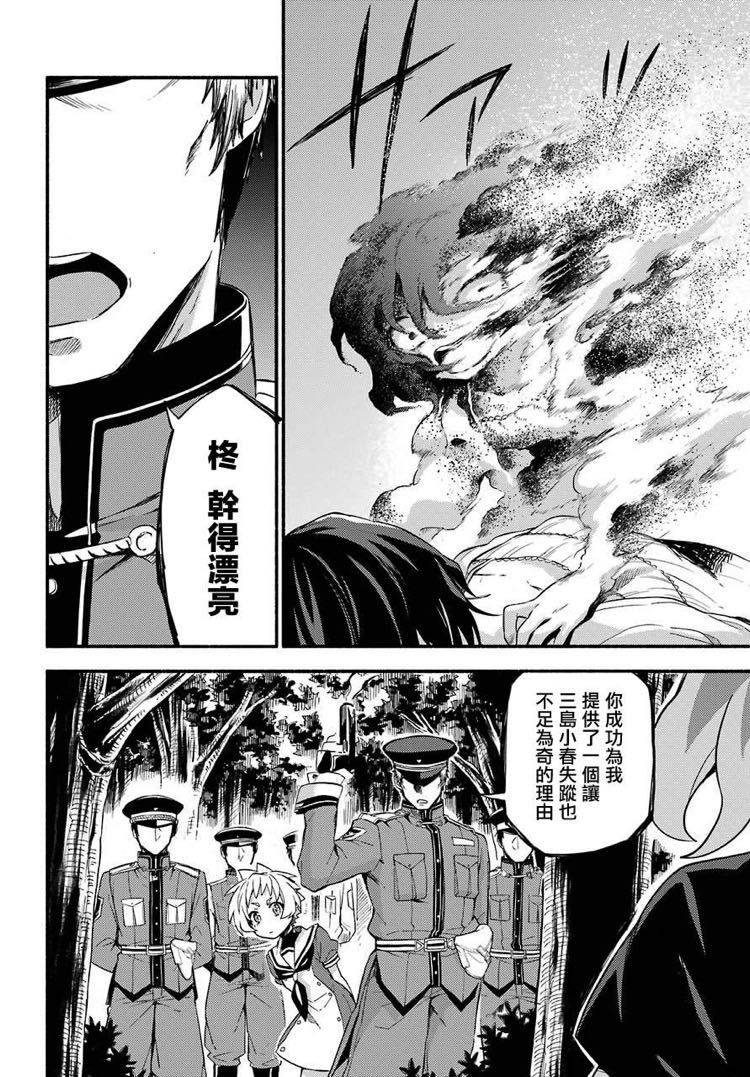 ザッ
柊 幹得漂亮
你成功為我
提供了一個讓
三島小春失蹤也
不足為奇的理由